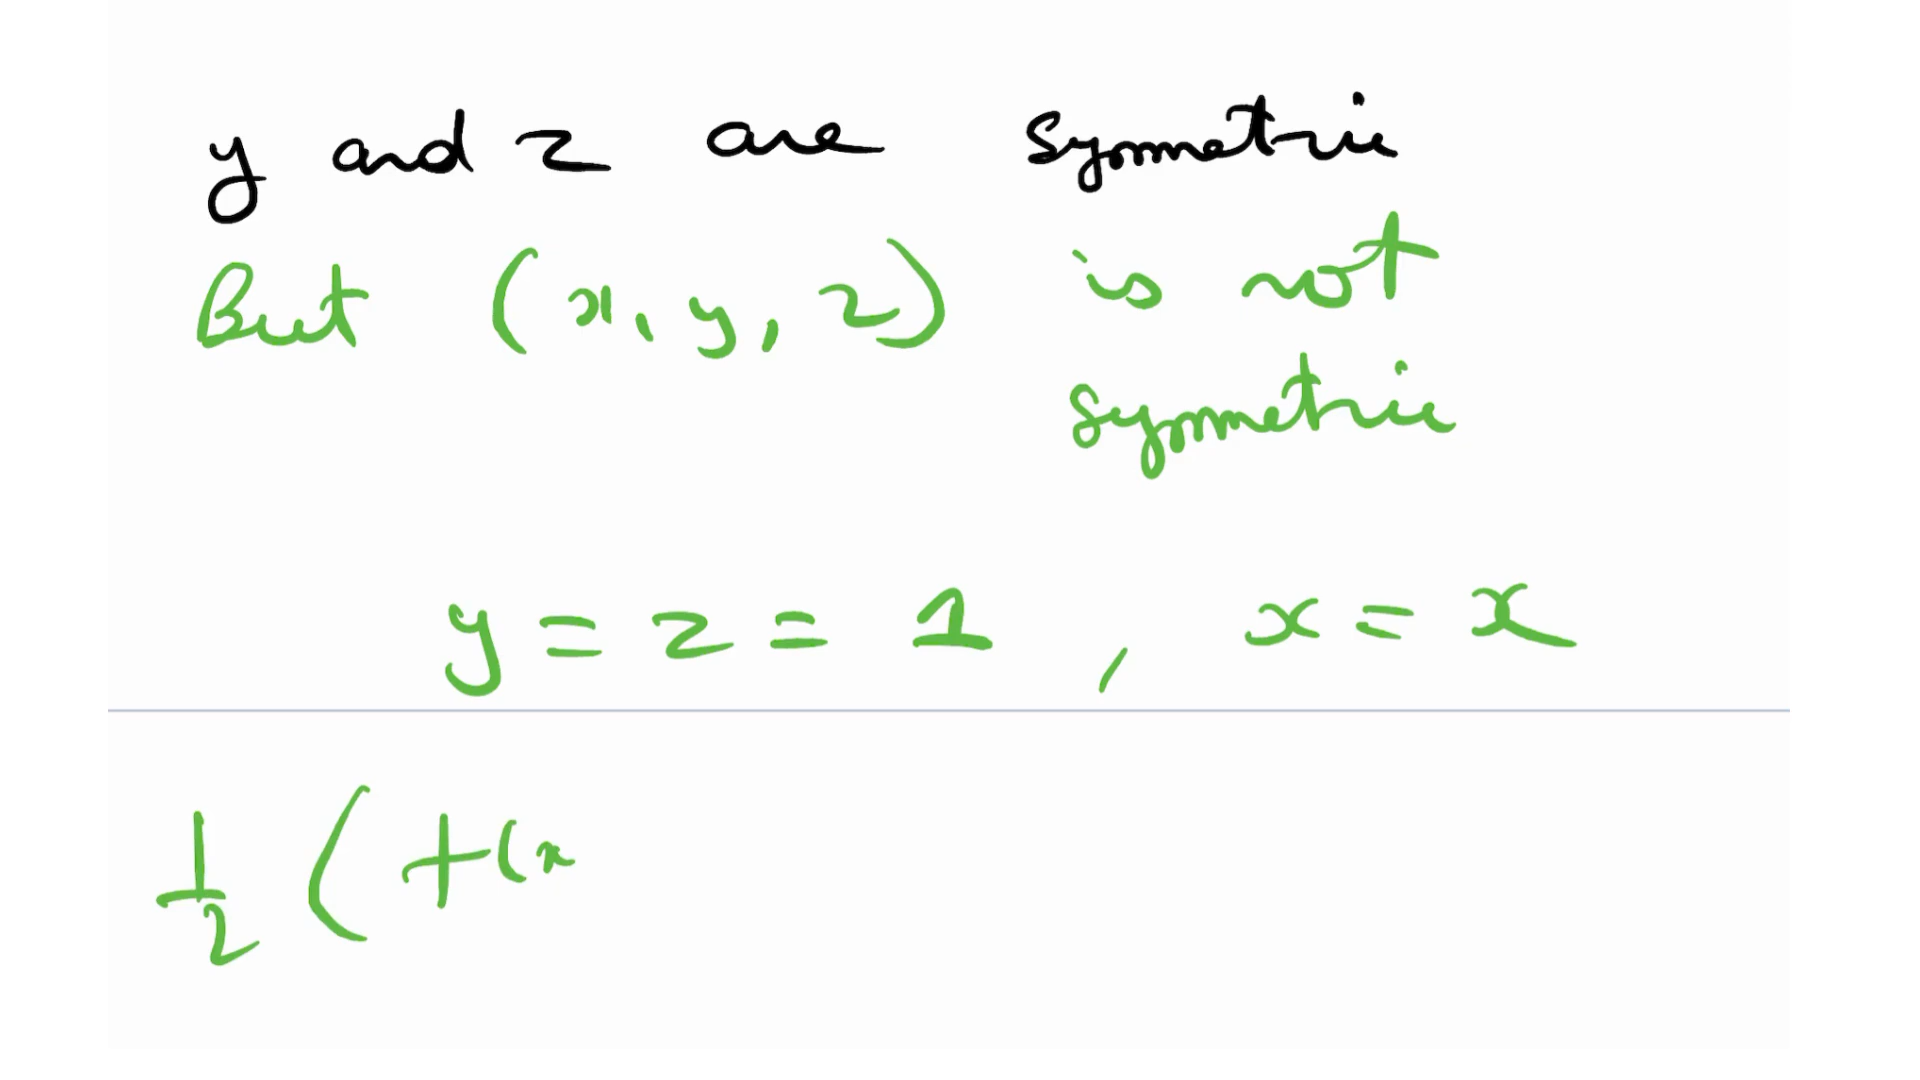 y and z are symmetric
But (x, y, z) is not
symmetric
y = z = 1 , x = x
1/2 ( f(x